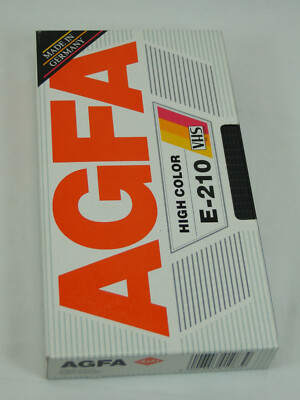 MADE IN
GERMANY
AGFA
HIGH COLOR
E-210
VHS
AGFA